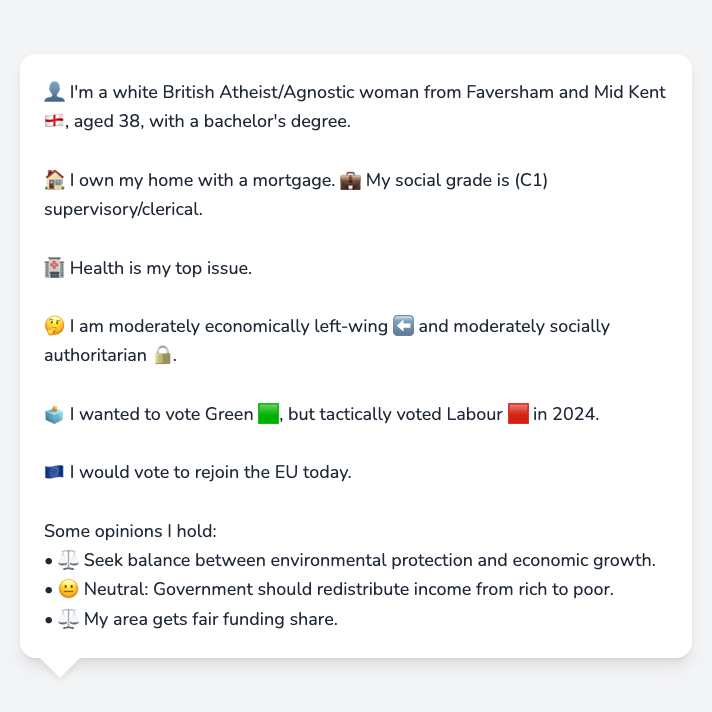 👤 I'm a white British Atheist/Agnostic woman from Faversham and Mid Kent
🏴󠁧󠁢󠁥󠁮󠁧󠁿, aged 38, with a bachelor's degree.
🏠 I own my home with a mortgage. 💼 My social grade is (C1)
supervisory/clerical.
🏥 Health is my top issue.
🤔 I am moderately economically left-wing ⬅️ and moderately socially
authoritarian 🔒.
🗳️ I wanted to vote Green 🟩, but tactically voted Labour 🟥 in 2024.
🇪🇺 I would vote to rejoin the EU today.
Some opinions I hold:
• ⚖️ Seek balance between environmental protection and economic growth.
• 😐 Neutral: Government should redistribute income from rich to poor.
• ⚖️ My area gets fair funding share.